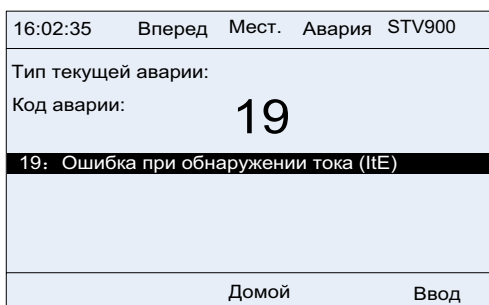 16:02:35 Вперед Мест. Авария STV900
Тип текущей аварии:
Код аварии: 19
19：Ошибка при обнаружении тока (ItE)
Домой Ввод